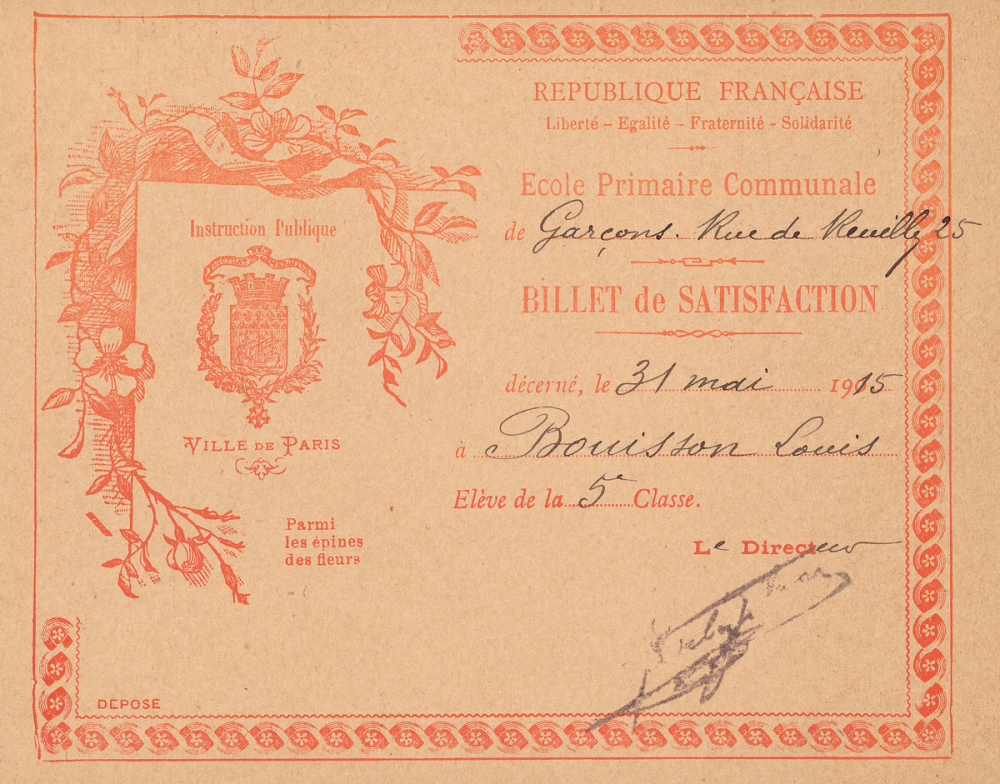 REPUBLIQUE FRANÇAISE
Liberté – Egalité – Fraternité – Solidarité
Ecole Primaire Communale
de Garçons. Rue de Reuilly 25
BILLET de SATISFACTION
décerné, le 31 mai 1915
à Bouisson Louis
Elève de la 5e Classe.
Le Directeur
Instruction Publique
VILLE DE PARIS
Parmi
les épines
des fleurs
DEPOSE